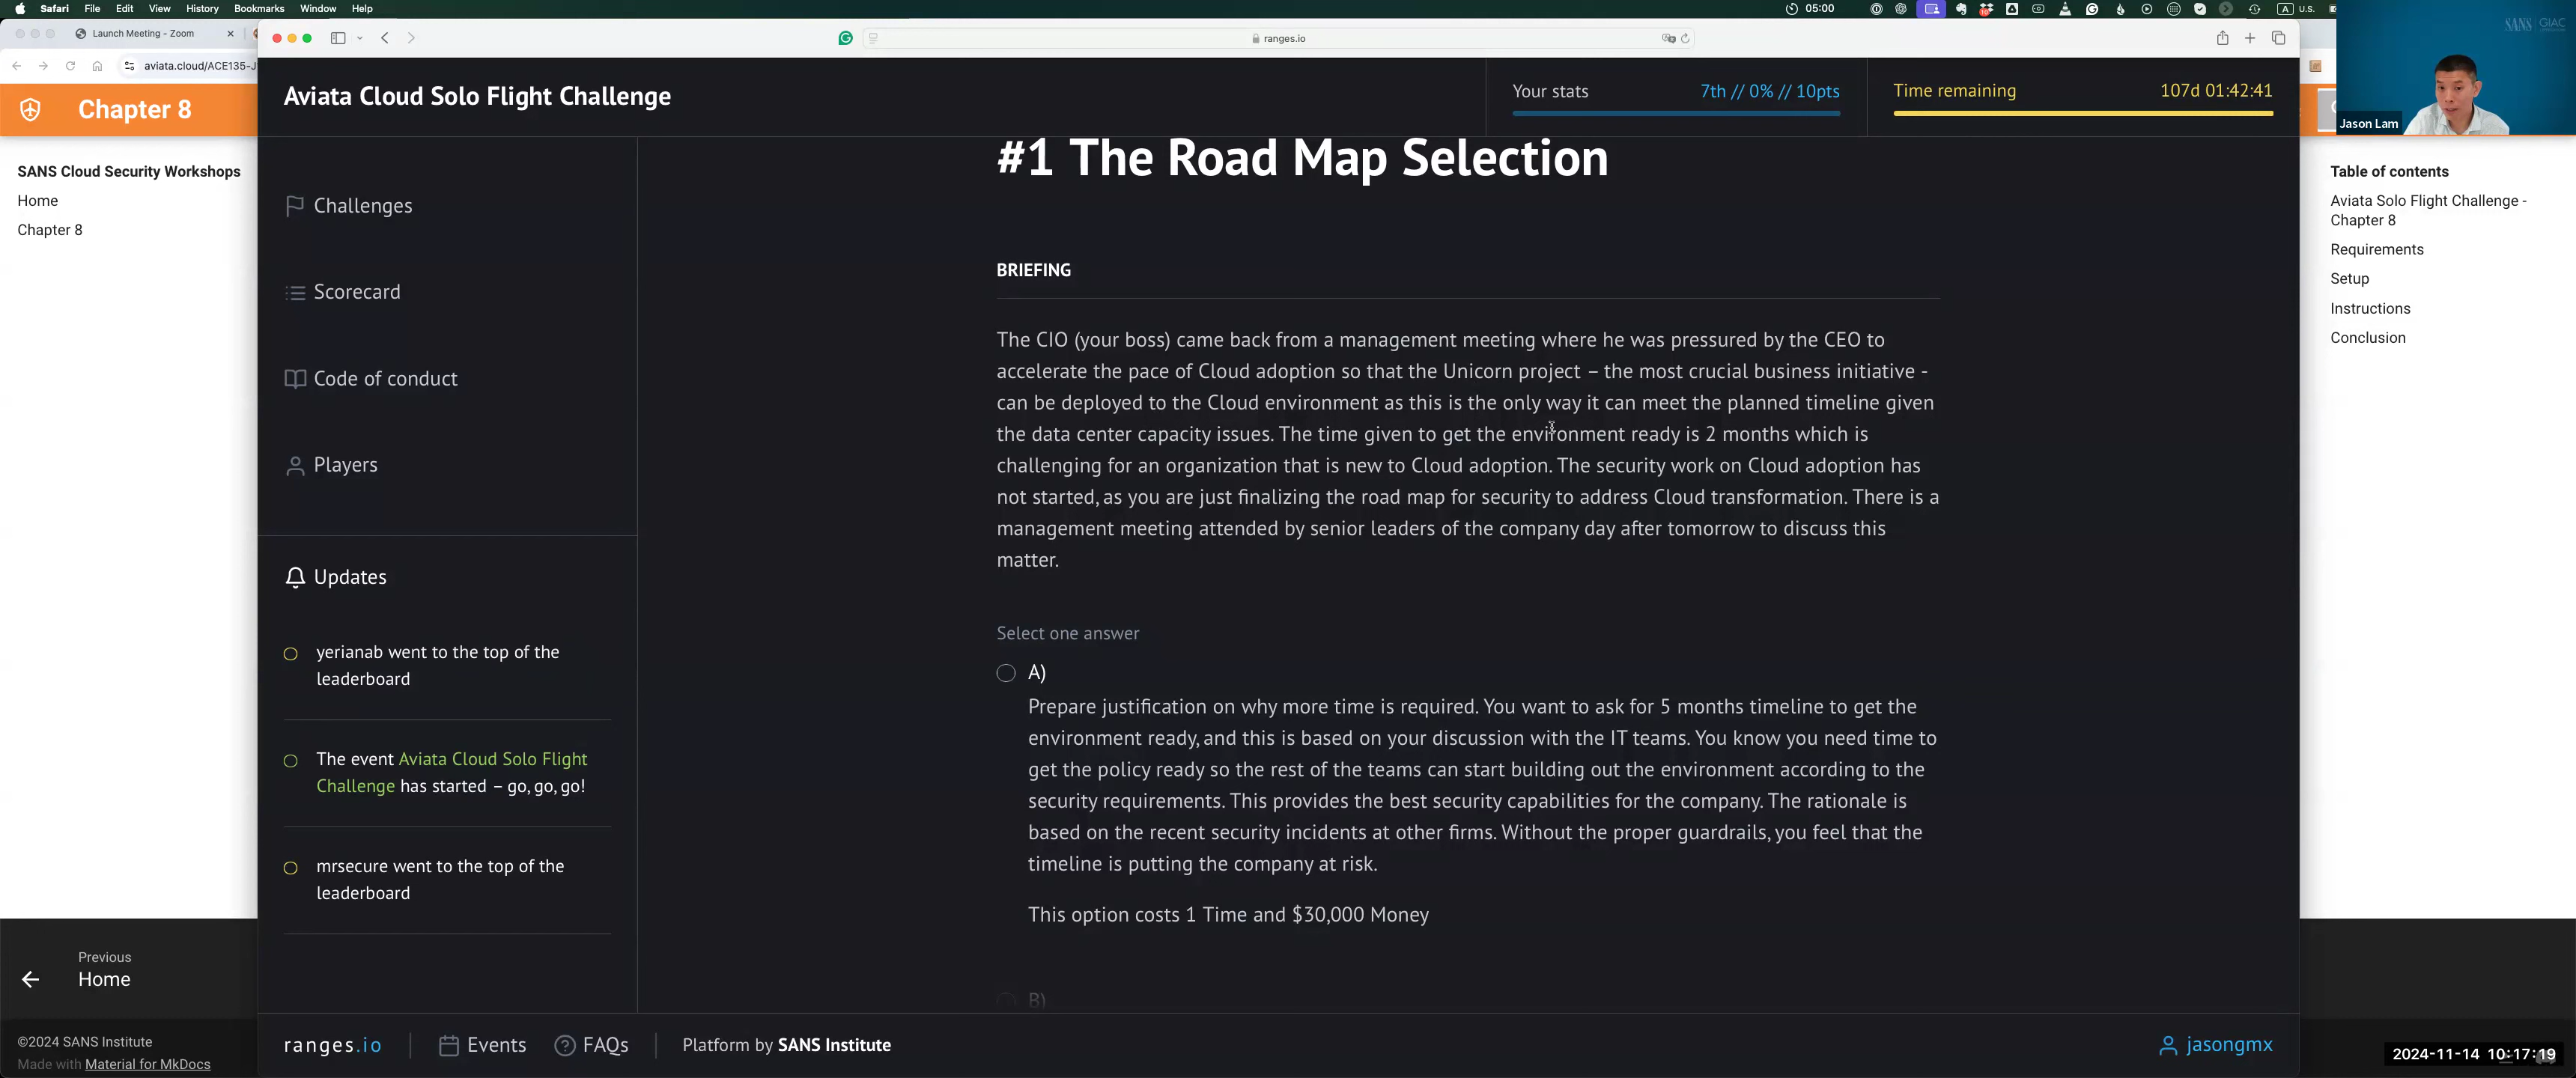 Safari File Edit View History Bookmarks Window Help
05:00
U.S.
Launch Meeting - Zoom
ranges.io
aviata.cloud/ACE135-J
SANS GIAC
Jason Lam
Chapter 8
SANS Cloud Security Workshops
Home
Chapter 8
Aviata Cloud Solo Flight Challenge
Your stats 7th // 0% // 10pts
Time remaining 107d 01:42:41
Challenges
Scorecard
Code of conduct
Players
Updates
yerianab went to the top of the
leaderboard
The event Aviata Cloud Solo Flight
Challenge has started – go, go, go!
mrsecure went to the top of the
leaderboard
#1 The Road Map Selection
BRIEFING
The CIO (your boss) came back from a management meeting where he was pressured by the CEO to
accelerate the pace of Cloud adoption so that the Unicorn project – the most crucial business initiative -
can be deployed to the Cloud environment as this is the only way it can meet the planned timeline given
the data center capacity issues. The time given to get the environment ready is 2 months which is
challenging for an organization that is new to Cloud adoption. The security work on Cloud adoption has
not started, as you are just finalizing the road map for security to address Cloud transformation. There is a
management meeting attended by senior leaders of the company day after tomorrow to discuss this
matter.
Select one answer
A)
Prepare justification on why more time is required. You want to ask for 5 months timeline to get the
environment ready, and this is based on your discussion with the IT teams. You know you need time to
get the policy ready so the rest of the teams can start building out the environment according to the
security requirements. This provides the best security capabilities for the company. The rationale is
based on the recent security incidents at other firms. Without the proper guardrails, you feel that the
timeline is putting the company at risk.
This option costs 1 Time and $30,000 Money
B)
Table of contents
Aviata Solo Flight Challenge -
Chapter 8
Requirements
Setup
Instructions
Conclusion
Previous
Home
©2024 SANS Institute
Made with Material for MkDocs
ranges.io Events FAQs Platform by SANS Institute
jasongmx
2024-11-14 10:17:19